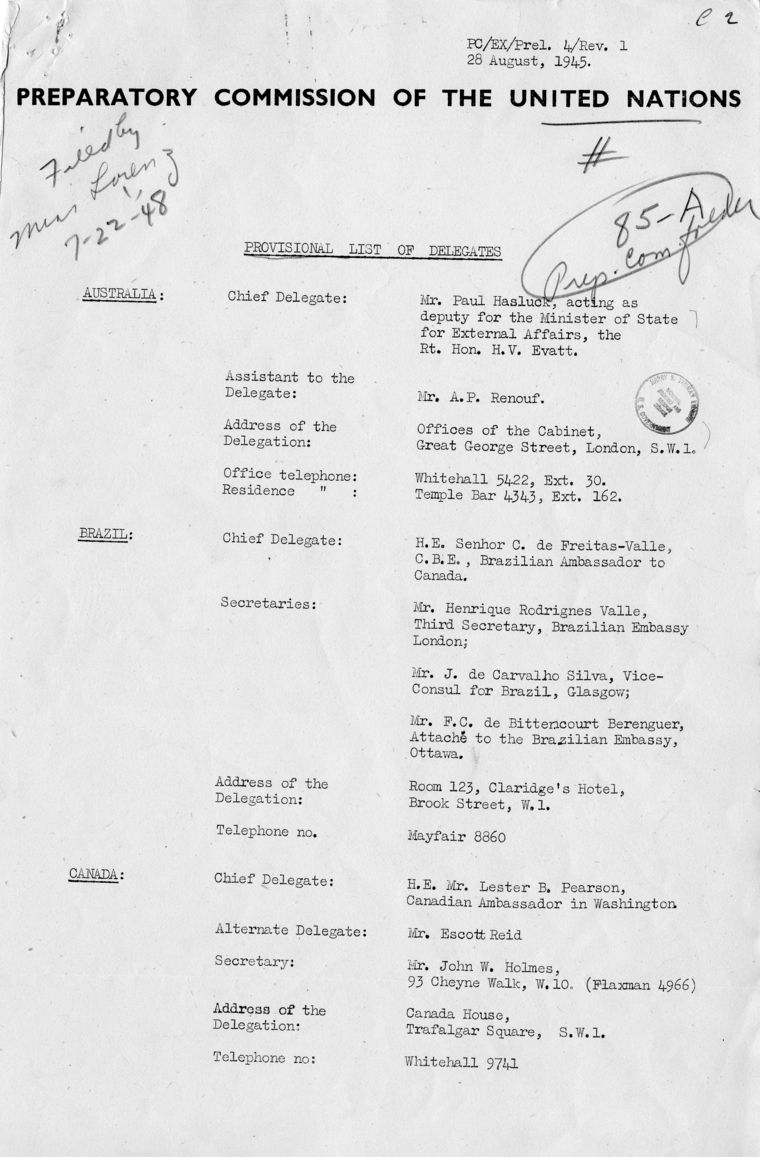 C 2
PC/EX/Prel. 4/Rev. 1
28 August, 1945.
PREPARATORY COMMISSION OF THE UNITED NATIONS
#
Filed by
Miss Lorenz
7-22-48
85-A
Prep. Com. folder
PROVISIONAL LIST OF DELEGATES
AUSTRALIA:
Chief Delegate:
Mr. Paul Hasluck, acting as
deputy for the Minister of State
for External Affairs, the
Rt. Hon. H.V. Evatt.
Assistant to the
Delegate:
Mr. A.P. Renouf.
Address of the
Delegation:
Offices of the Cabinet,
Great George Street, London, S.W.1.
Office telephone:
Whitehall 5422, Ext. 30.
Residence " :
Temple Bar 4343, Ext. 162.
BRAZIL:
Chief Delegate:
H.E. Senhor C. de Freitas-Valle,
C.B.E., Brazilian Ambassador to
Canada.
Secretaries:
Mr. Henrique Rodrignes Valle,
Third Secretary, Brazilian Embassy
London;
Mr. J. de Carvalho Silva, Vice-
Consul for Brazil, Glasgow;
Mr. F.C. de Bittencourt Berenguer,
Attaché to the Brazilian Embassy,
Ottawa.
Address of the
Delegation:
Room 123, Claridge's Hotel,
Brook Street, W.1.
Telephone no.
Mayfair 8860
CANADA:
Chief Delegate:
H.E. Mr. Lester B. Pearson,
Canadian Ambassador in Washington.
Alternate Delegate:
Mr. Escott Reid
Secretary:
Mr. John W. Holmes,
93 Cheyne Walk, W.10. (Flaxman 4966)
Address of the
Delegation:
Canada House,
Trafalgar Square, S.W.1.
Telephone no:
Whitehall 9741